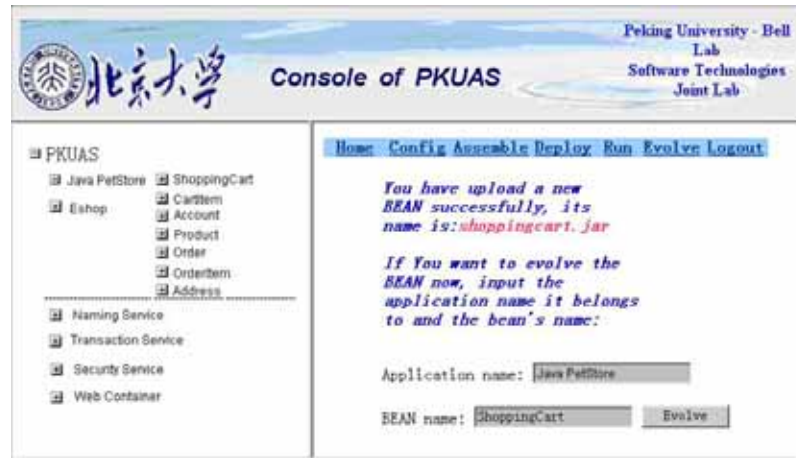 北京大学
Console of PKUAS
Peking University - Bell
Lab
Software Technologies
Joint Lab
PKUAS
Java PetStore
Eshop
ShoppingCart
CartItem
Account
Product
Order
OrderItem
Address
Naming Service
Transaction Service
Security Service
Web Container
Home Config Assemble Deploy Run Evolve Logout
You have upload a new
BEAN successfully, its
name is:shoppingcart.jar
If You want to evolve the
BEAN now, input the
application name it belongs
to and the bean's name:
Application name: Java PetStore
BEAN name: ShoppingCart Evolve